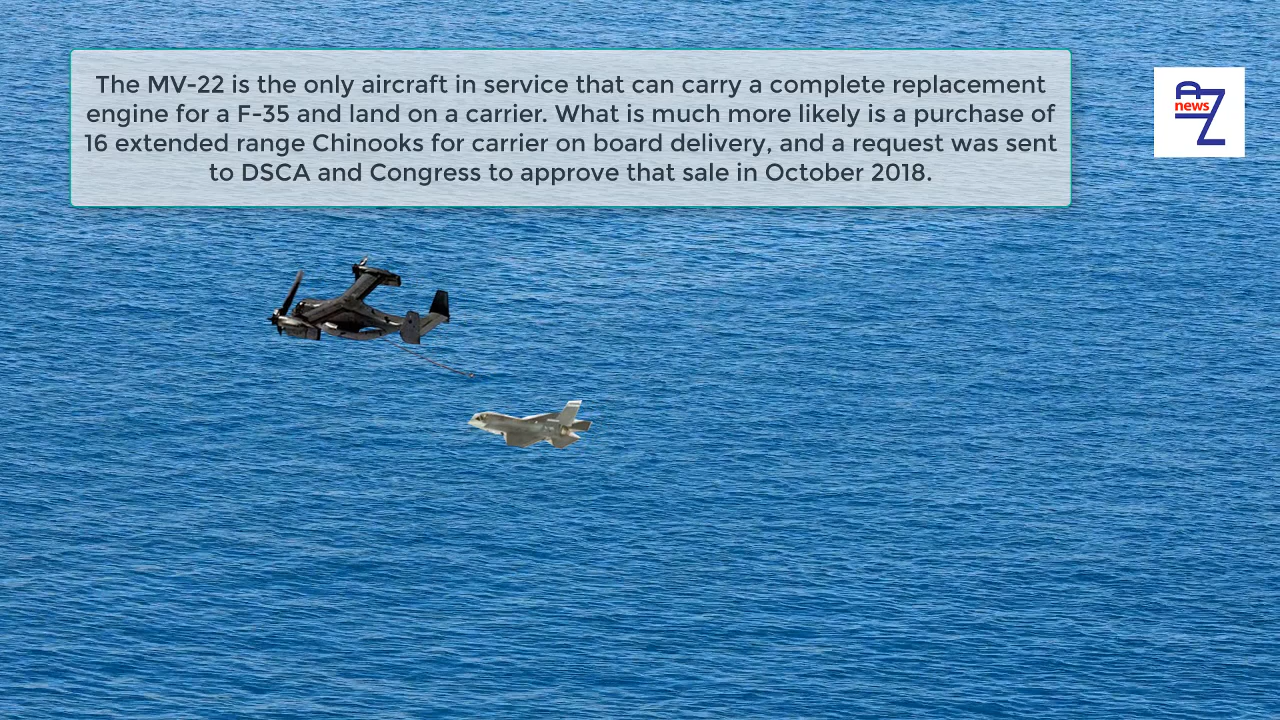 The MV-22 is the only aircraft in service that can carry a complete replacement
engine for a F-35 and land on a carrier. What is much more likely is a purchase of
16 extended range Chinooks for carrier on board delivery, and a request was sent
to DSCA and Congress to approve that sale in October 2018.
A
news
Z